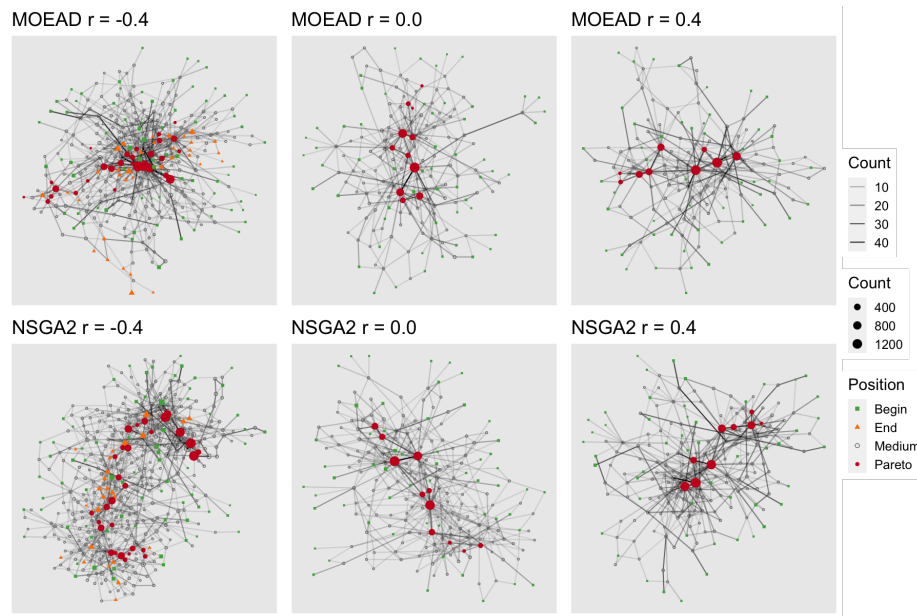 MOEAD r = -0.4
MOEAD r = 0.0
MOEAD r = 0.4
NSGA2 r = -0.4
NSGA2 r = 0.0
NSGA2 r = 0.4
Count
10
20
30
40
Count
400
800
1200
Position
Begin
End
Medium
Pareto